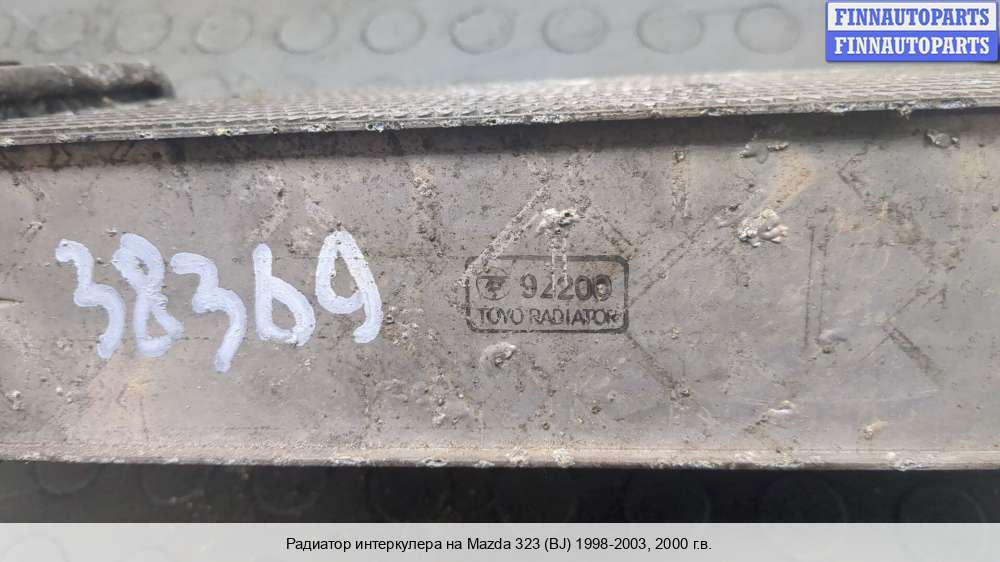 FINNAUTOPARTS
FINNAUTOPARTS
38369
92200
TOYO RADIATOR
Радиатор интеркулера на Mazda 323 (BJ) 1998-2003, 2000 г.в.